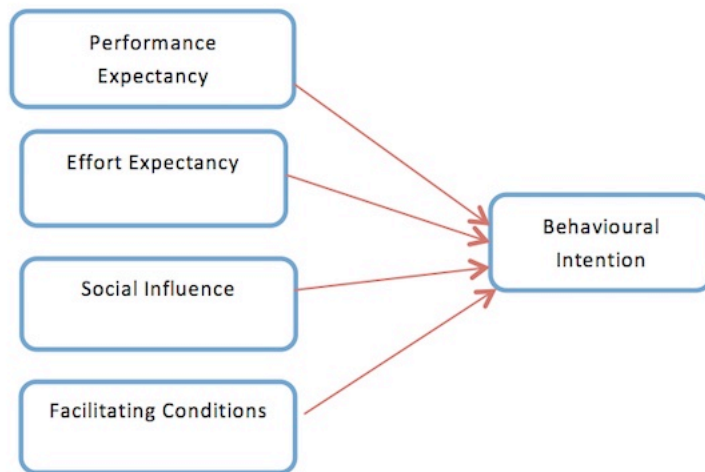 Performance
Expectancy
Effort Expectancy
Social Influence
Facilitating Conditions
Behavioural
Intention